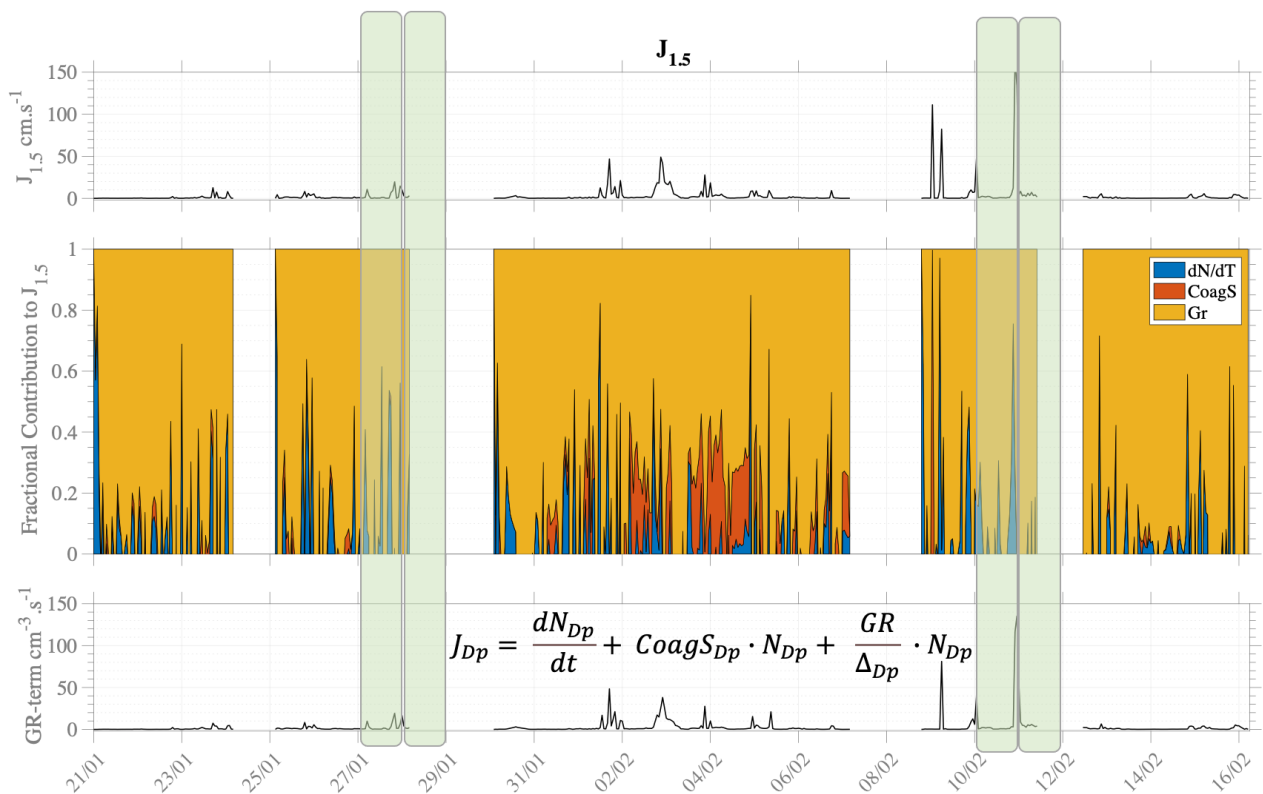 J1.5
150
100
50
0
J1.5 cm.s-1
1
0.8
0.6
0.4
0.2
0
Fractional Contribution to J1.5
dN/dT
CoagS
Gr
150
100
50
0
GR-term cm-3.s-1
JDp = dNDp/dt + CoagSDp · NDp + GR/ΔDp · NDp
21/01 23/01 25/01 27/01 29/01 31/01 02/02 04/02 06/02 08/02 10/02 12/02 14/02 16/02